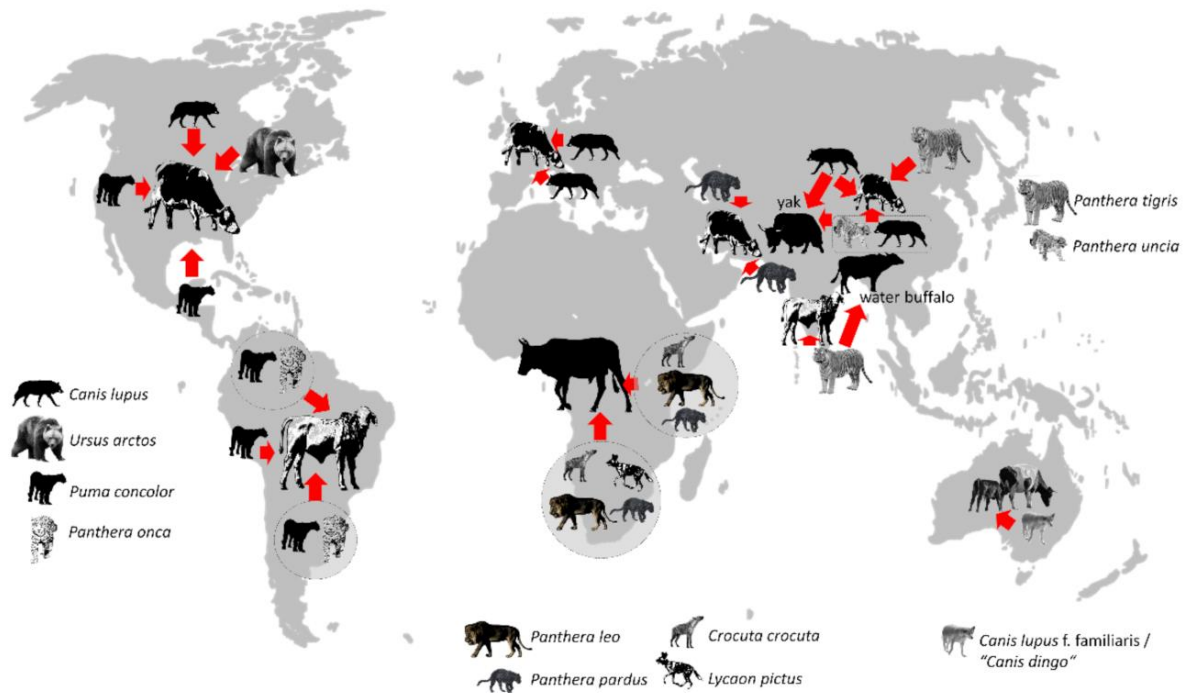 yak
Panthera tigris
Panthera uncia
water buffalo
Canis lupus
Ursus arctos
Puma concolor
Panthera onca
Panthera leo
Crocuta crocuta
Panthera pardus
Lycaon pictus
Canis lupus f. familiaris /
"Canis dingo"